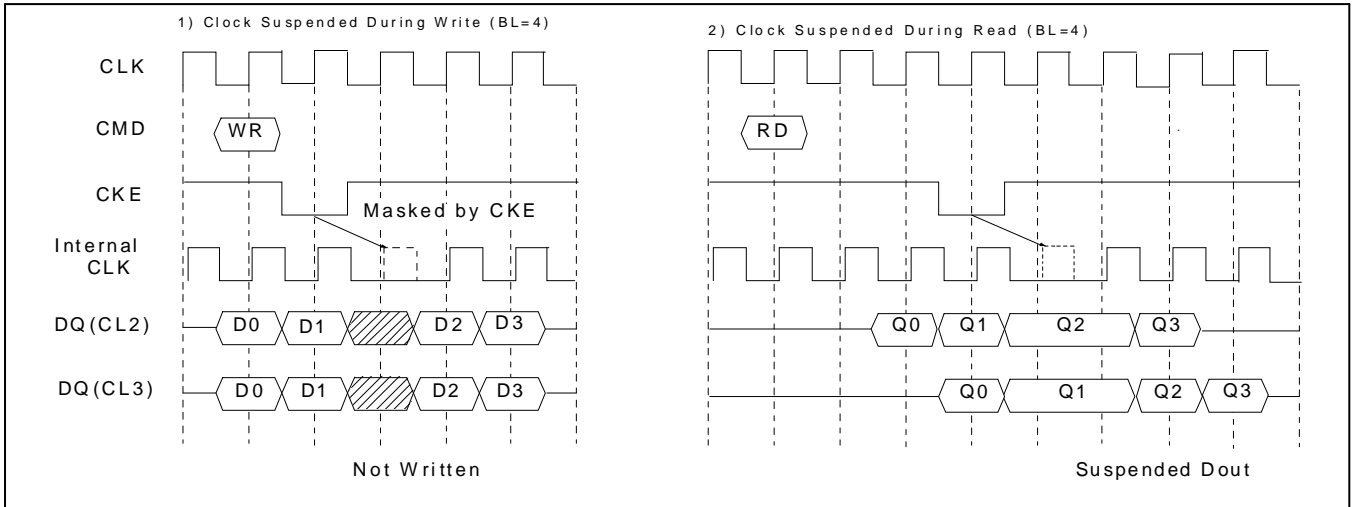 1) Clock Suspended During Write (BL=4)
2) Clock Suspended During Read (BL=4)
CLK
CMD
WR
RD
CKE
Masked by CKE
Internal
CLK
DQ(CL2)
D0 D1 D2 D3
Q0 Q1 Q2 Q3
DQ(CL3)
D0 D1 D2 D3
Q0 Q1 Q2 Q3
Not Written
Suspended Dout